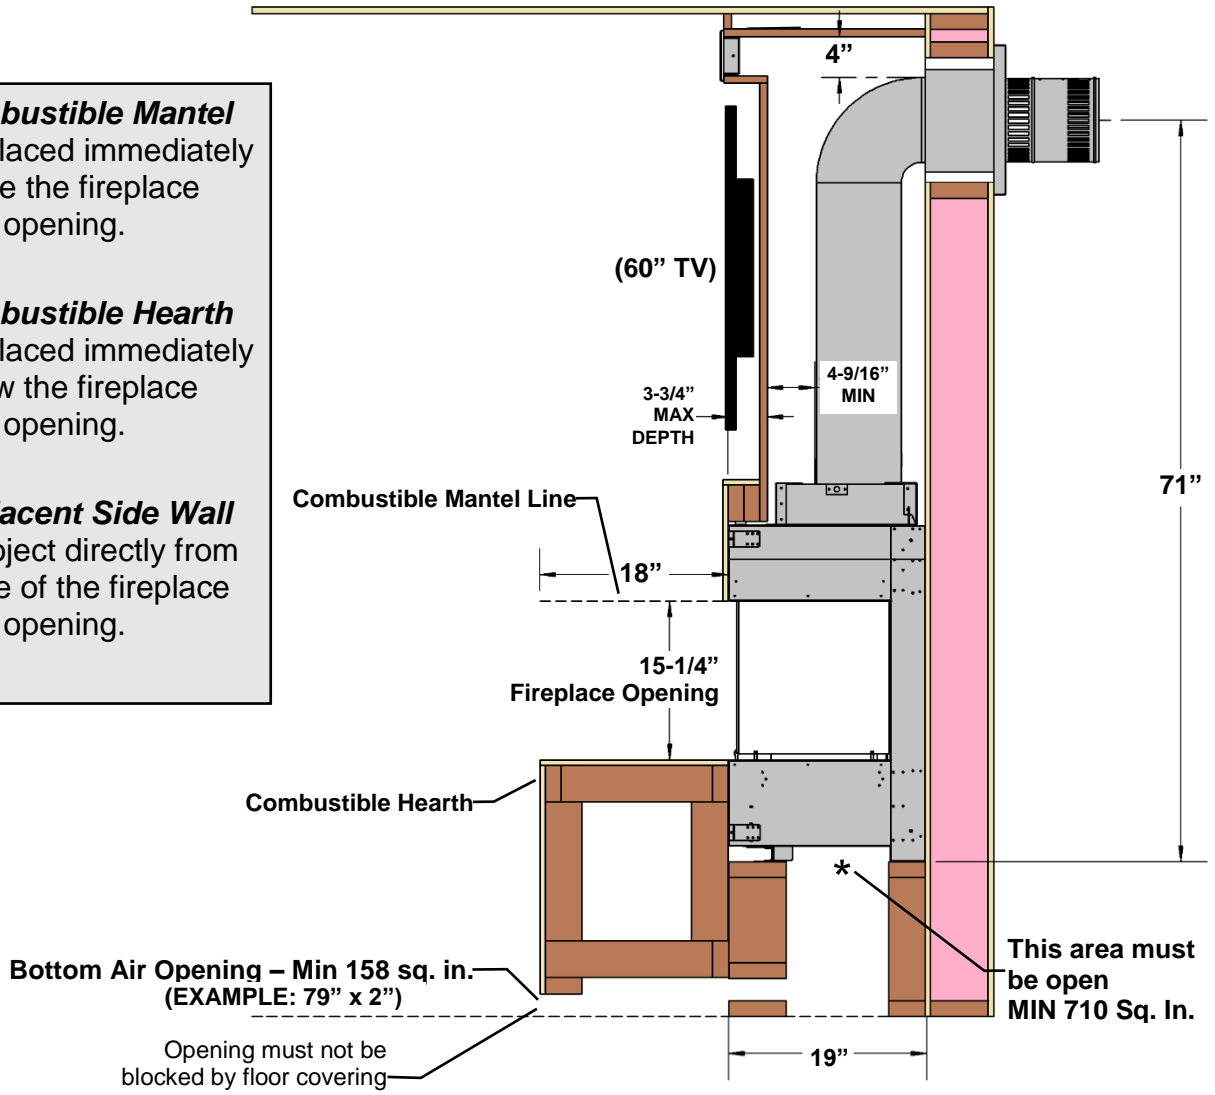 bustible Mantel
laced immediately
e the fireplace
opening.
bustible Hearth
laced immediately
w the fireplace
opening.
acent Side Wall
oject directly from
e of the fireplace
opening.
4”
(60” TV)
4-9/16”
MIN
3-3/4”
MAX
DEPTH
71”
Combustible Mantel Line
18”
15-1/4”
Fireplace Opening
Combustible Hearth
*
This area must
be open
MIN 710 Sq. In.
Bottom Air Opening – Min 158 sq. in.
(EXAMPLE: 79” x 2”)
Opening must not be
blocked by floor covering
19”